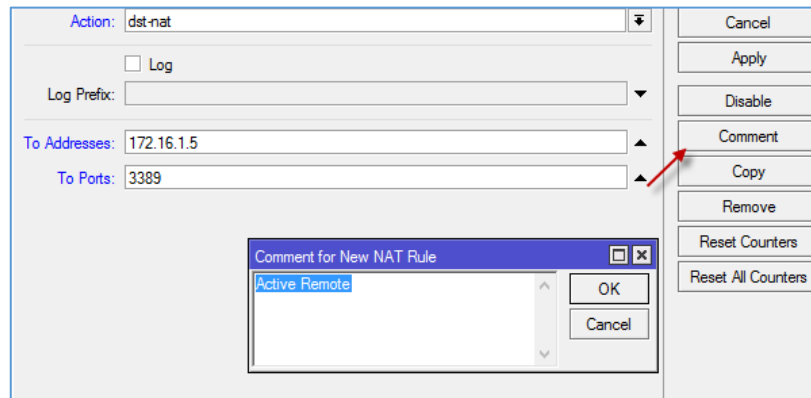 Action: dst-nat
Cancel
Log
Apply
Log Prefix:
Disable
To Addresses: 172.16.1.5
Comment
To Ports: 3389
Copy
Remove
Comment for New NAT Rule
Active Remote
OK
Cancel
Reset Counters
Reset All Counters